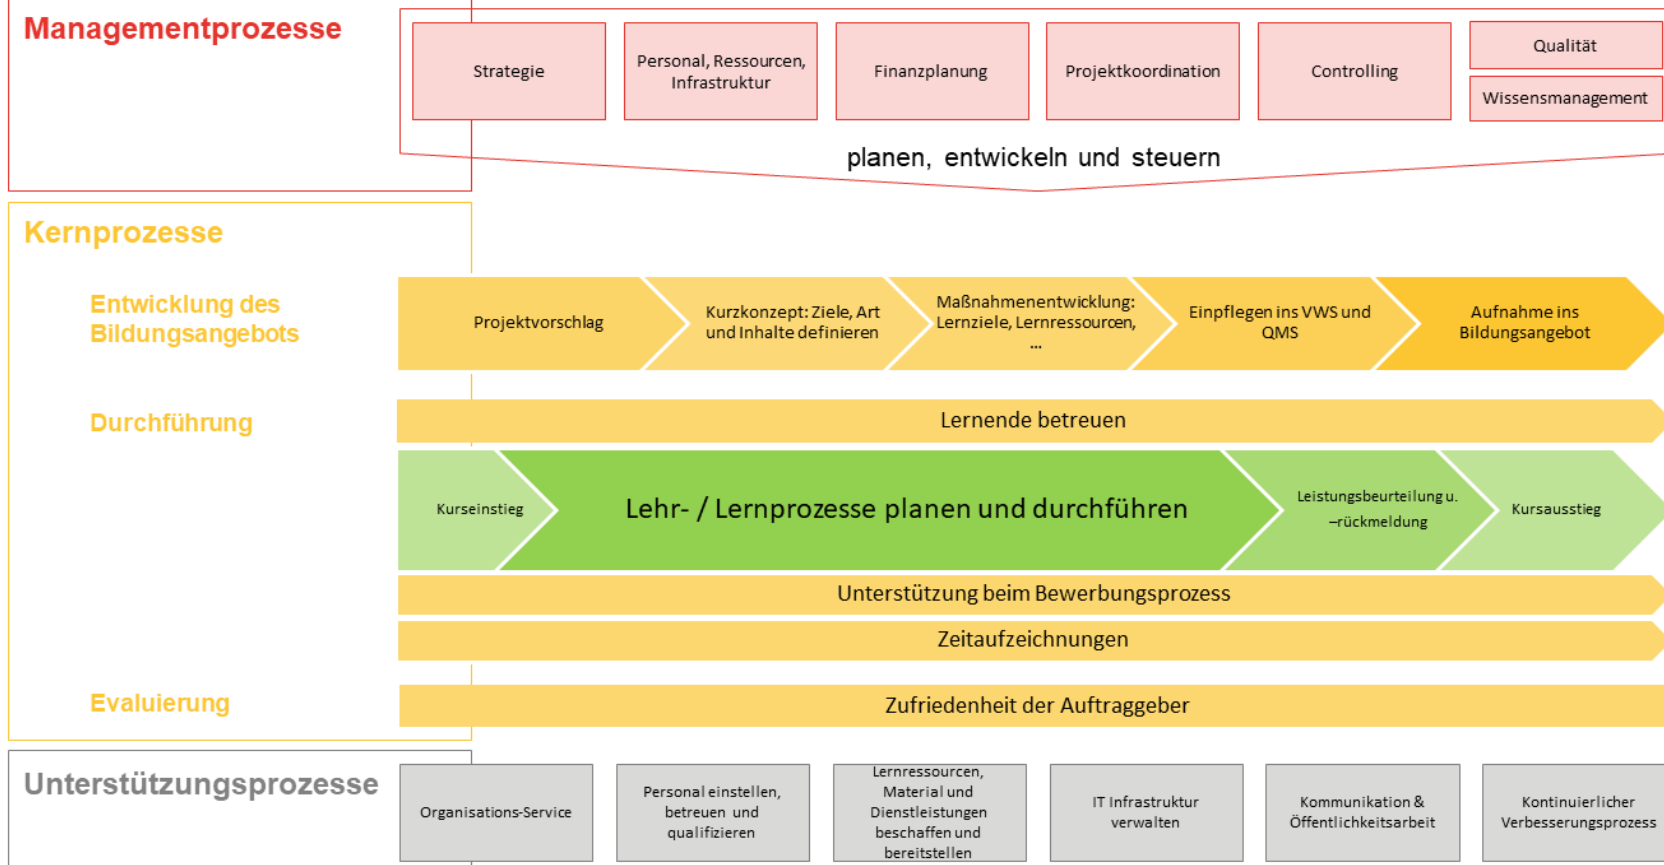 Managementprozesse
Strategie
Personal, Ressourcen,
Infrastruktur
Finanzplanung
Projektkoordination
Controlling
Qualität
Wissensmanagement
planen, entwickeln und steuern
Kernprozesse
Entwicklung des
Bildungsangebots
Projektvorschlag
Kurzkonzept: Ziele, Art
und Inhalte definieren
Maßnahmenentwicklung:
Lernziele, Lernressourcen,
...
Einpflegen ins VWS und
QMS
Aufnahme ins
Bildungsangebot
Durchführung
Lernende betreuen
Kurseinstieg
Lehr- / Lernprozesse planen und durchführen
Leistungsbeurteilung u.
–rückmeldung
Kursausstieg
Unterstützung beim Bewerbungsprozess
Zeitaufzeichnungen
Evaluierung
Zufriedenheit der Auftraggeber
Unterstützungsprozesse
Organisations-Service
Personal einstellen,
betreuen und
qualifizieren
Lernressourcen,
Material und
Dienstleistungen
beschaffen und
bereitstellen
IT Infrastruktur
verwalten
Kommunikation &
Öffentlichkeitsarbeit
Kontinuierlicher
Verbesserungsprozess